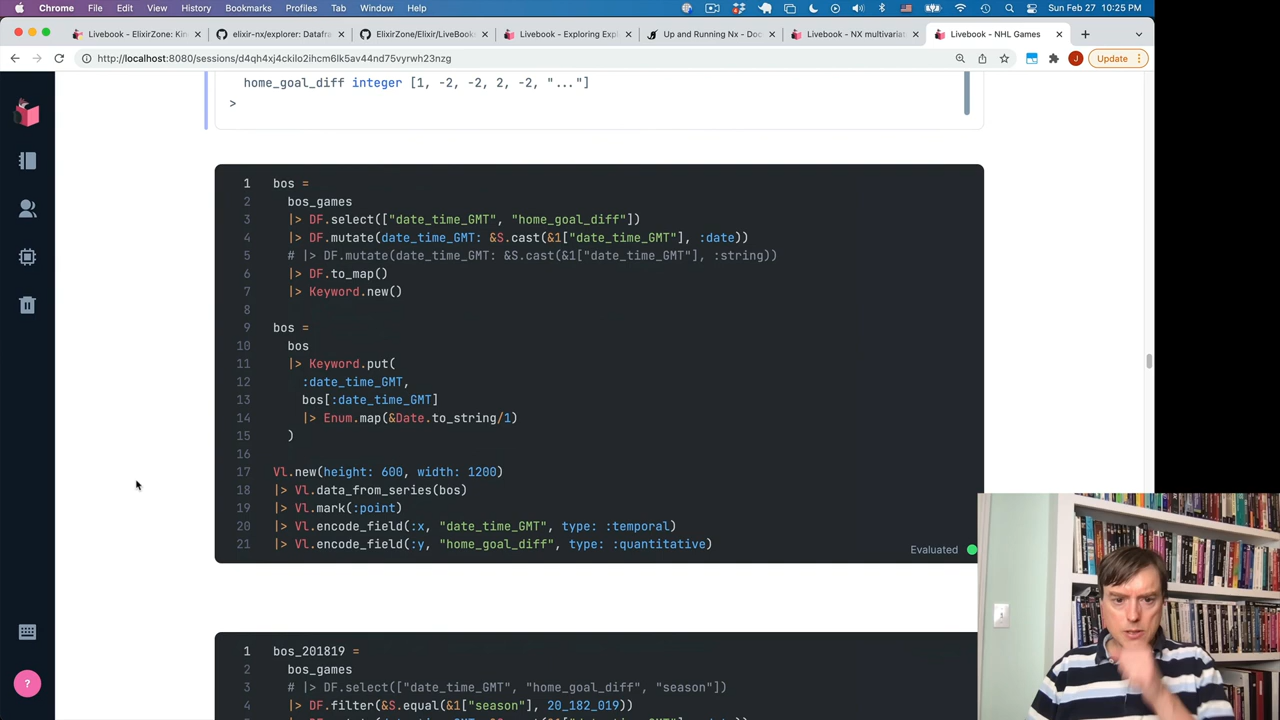 Chrome File Edit View History Bookmarks Profiles Tab Window Help Sun Feb 27 10:25 PM
Livebook - ElixirZone: Kin Livebook - NHL Games
elixir-nx/explorer: Datafra
ElixirZone/Elixir/LiveBook
Livebook - Exploring Expl
Up and Running Nx - Doc
Livebook - NX multivariat
http://localhost:8080/sessions/d4qh4xj4ckilo2ihcm6lk5av44nd75vyrwh23rizg
J Update
home_goal_diff integer [1, -2, -2, 2, -2, "..."]
>
1 bos =
2 bos_games
3 |> DF.select(["date_time_GMT", "home_goal_diff"])
4 |> DF.mutate(date_time_GMT: &S.cast(&1["date_time_GMT"], :date))
5 # |> DF.mutate(date_time_GMT: &S.cast(&1["date_time_GMT"], :string))
6 |> DF.to_map()
7 |> Keyword.new()
8
9 bos =
10 bos
11 |> Keyword.put(
12 :date_time_GMT,
13 bos[:date_time_GMT]
14 |> Enum.map(&Date.to_string/1)
15 )
16
17 Vl.new(height: 600, width: 1200)
18 |> Vl.data_from_series(bos)
19 |> Vl.mark(:point)
20 |> Vl.encode_field(:x, "date_time_GMT", type: :temporal)
21 |> Vl.encode_field(:y, "home_goal_diff", type: :quantitative)
Evaluated
1 bos_201819 =
2 bos_games
3 # |> DF.select(["date_time_GMT", "home_goal_diff", "season"])
4 |> DF.filter(&S.equal(&1["season"], 20_182_019))
?